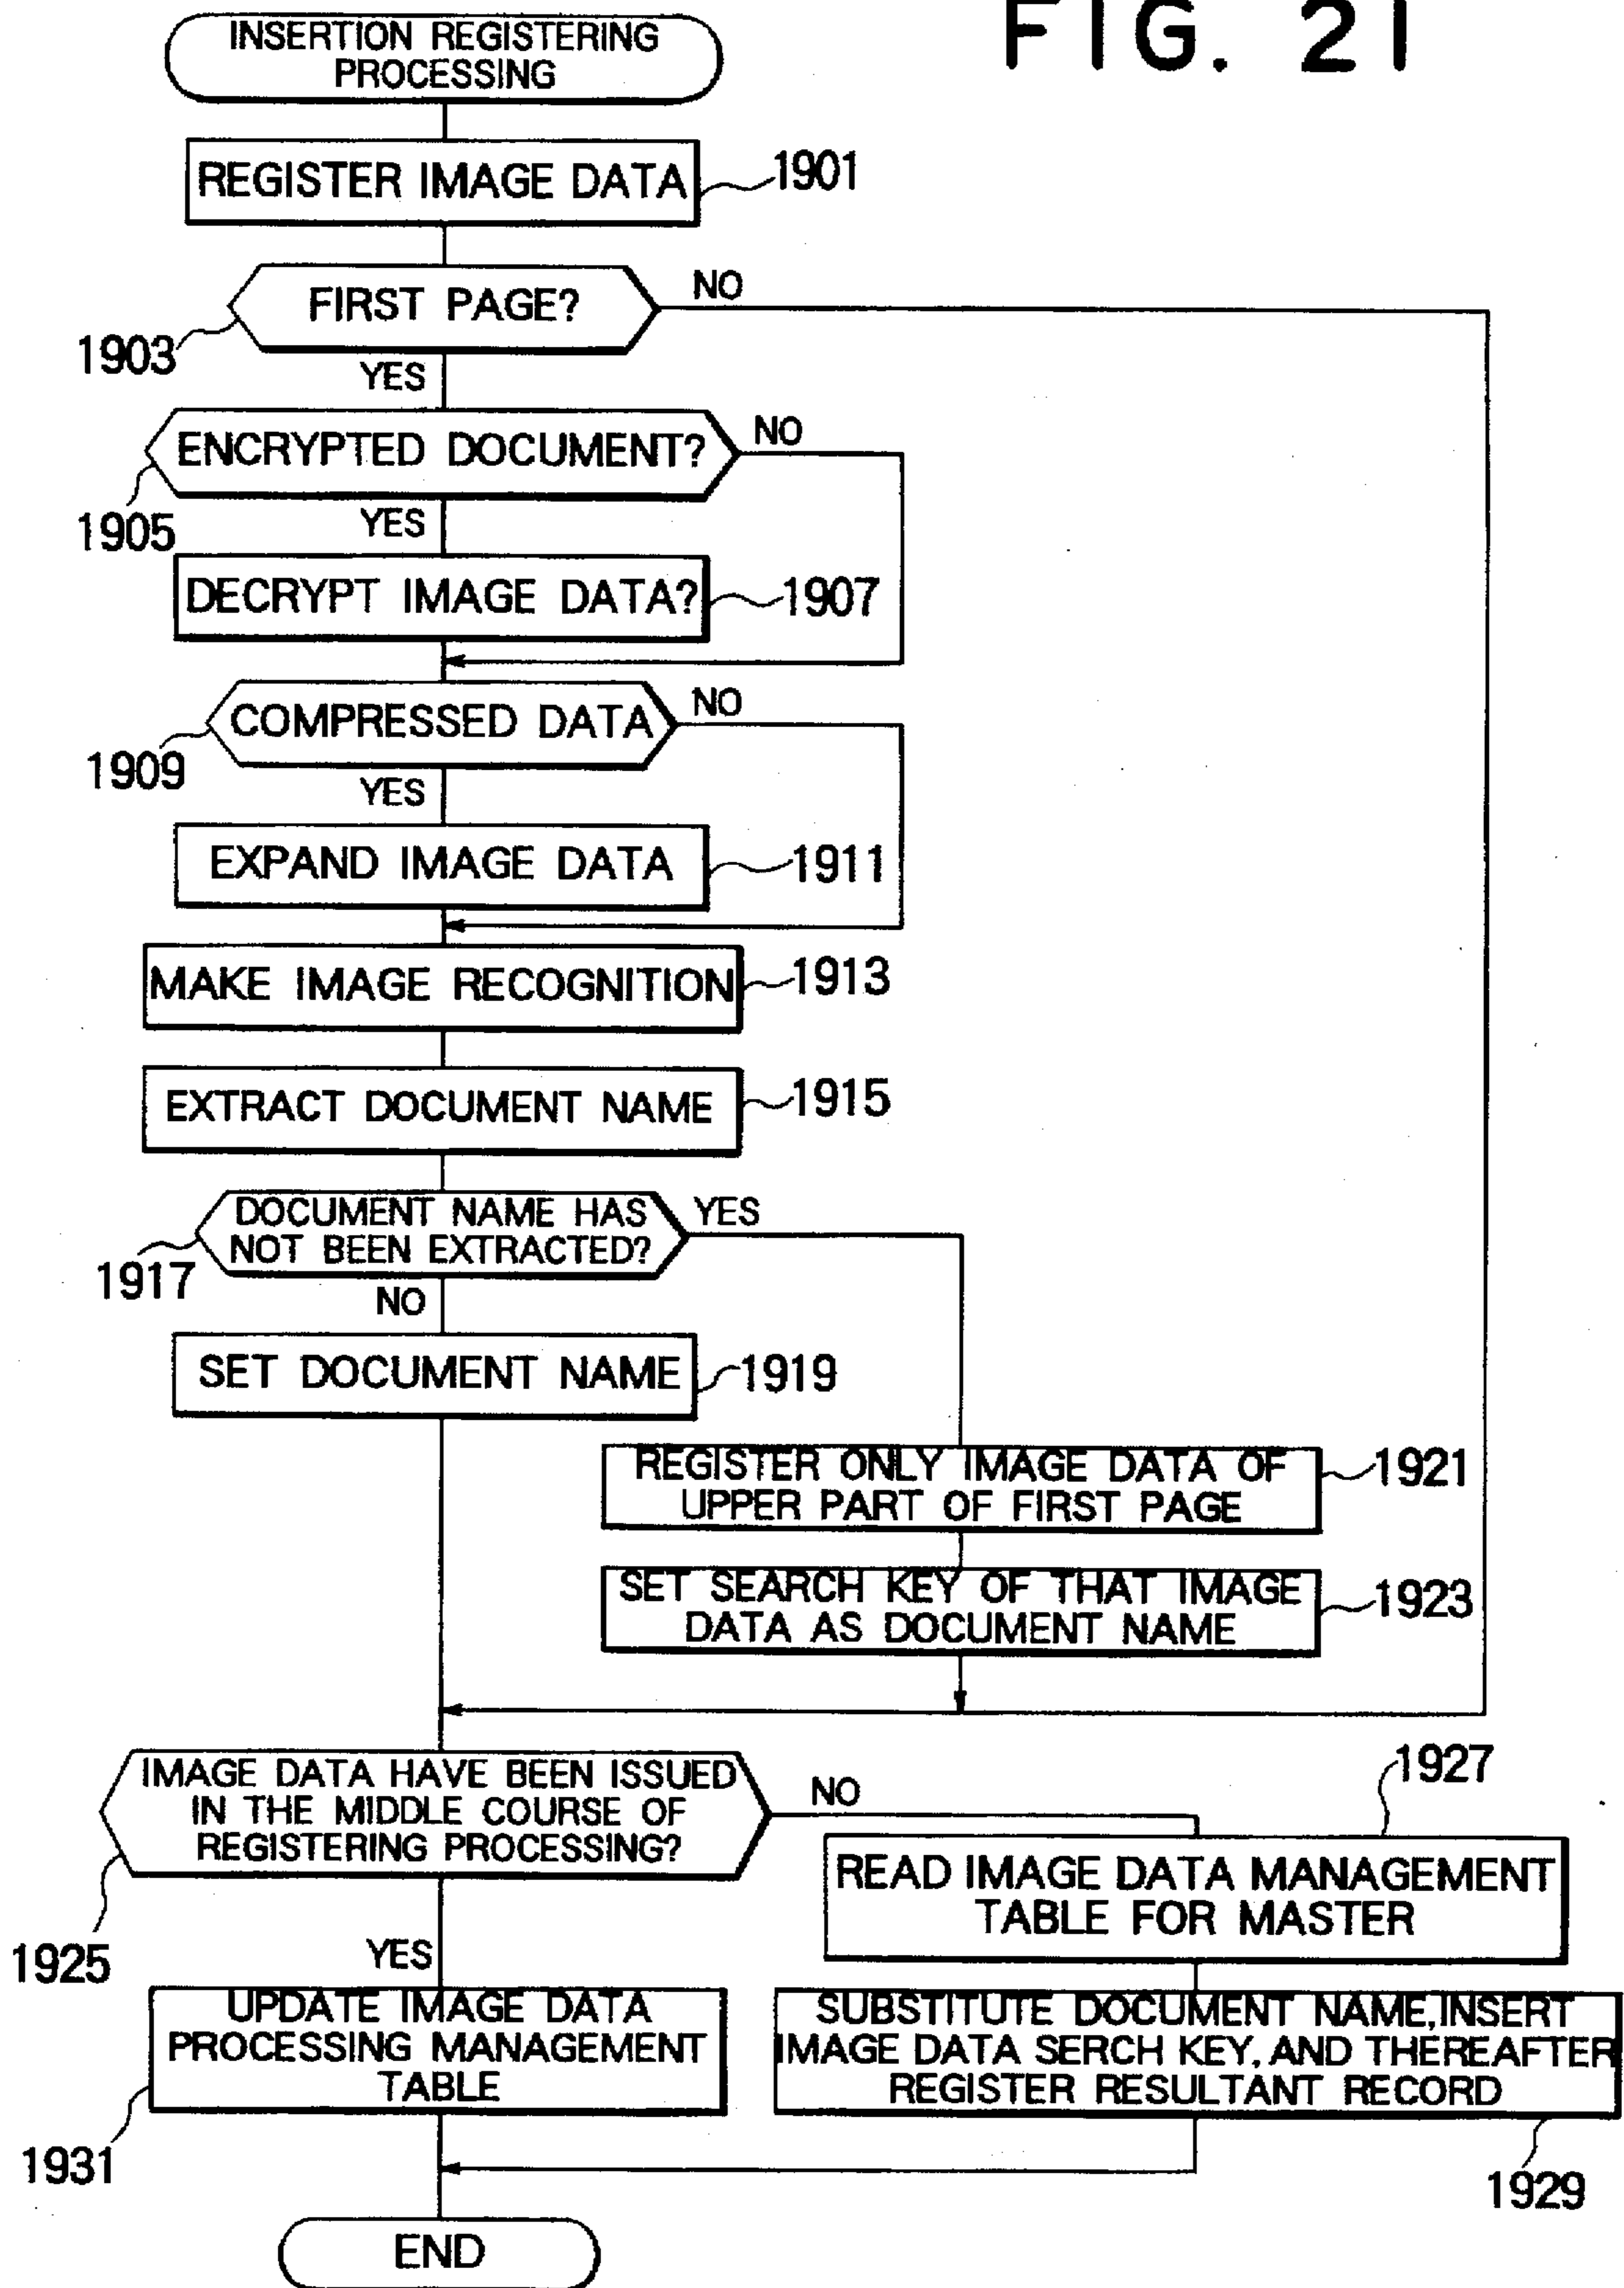 FIG. 21
INSERTION REGISTERING
PROCESSING
REGISTER IMAGE DATA
1901
FIRST PAGE?
NO
1903
YES
ENCRYPTED DOCUMENT?
NO
1905
YES
DECRYPT IMAGE DATA?
1907
COMPRESSED DATA
NO
1909
YES
EXPAND IMAGE DATA
1911
MAKE IMAGE RECOGNITION
1913
EXTRACT DOCUMENT NAME
1915
DOCUMENT NAME HAS
NOT BEEN EXTRACTED?
YES
1917
NO
SET DOCUMENT NAME
1919
REGISTER ONLY IMAGE DATA OF
UPPER PART OF FIRST PAGE
1921
SET SEARCH KEY OF THAT IMAGE
DATA AS DOCUMENT NAME
1923
IMAGE DATA HAVE BEEN ISSUED
IN THE MIDDLE COURSE OF
REGISTERING PROCESSING?
NO
1927
READ IMAGE DATA MANAGEMENT
TABLE FOR MASTER
1925
YES
UPDATE IMAGE DATA
PROCESSING MANAGEMENT
TABLE
1931
SUBSTITUTE DOCUMENT NAME, INSERT
IMAGE DATA SERCH KEY, AND THEREAFTER
REGISTER RESULTANT RECORD
1929
END